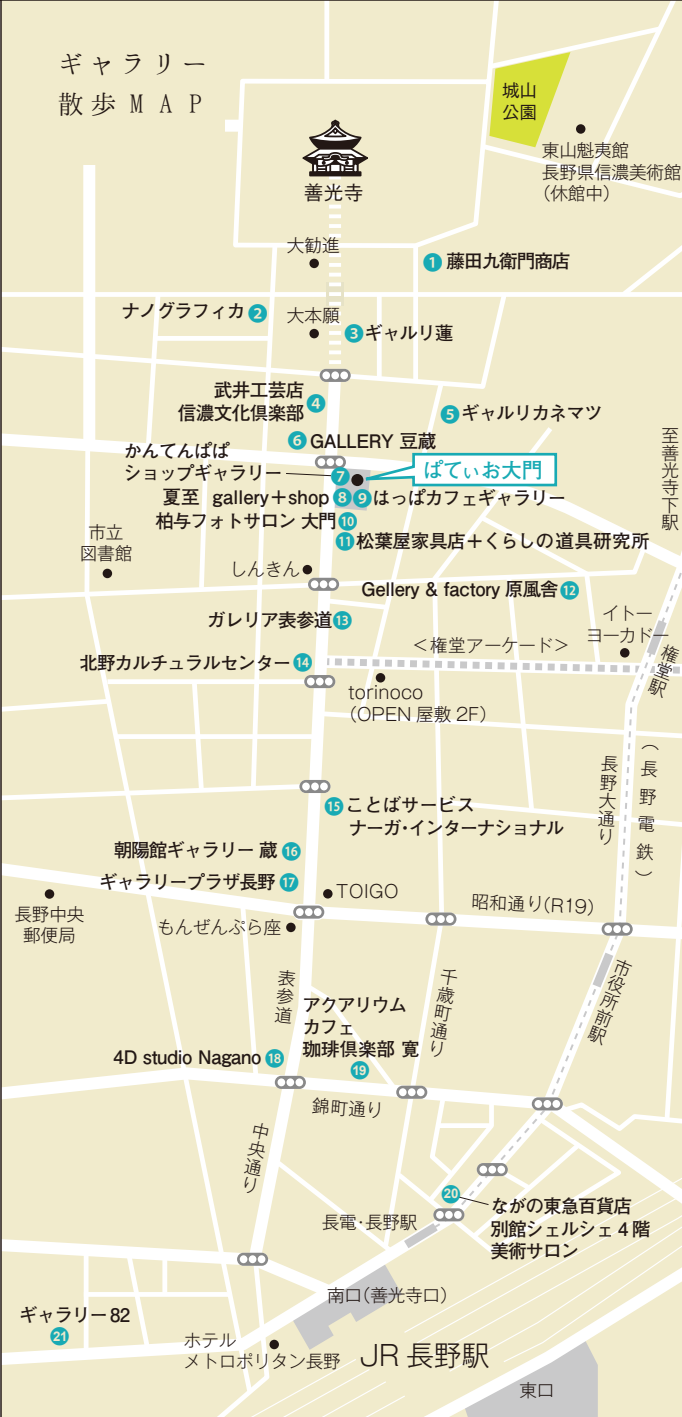 ギャラリー
散歩MAP
城山
公園
東山魁夷館
長野県信濃美術館
(休館中)
善光寺
大勧進
1 藤田九衛門商店
ナノグラフィカ 2
大本願
3 ギャルリ蓮
武井工芸店
信濃文化倶楽部 4
5 ギャルリカネマツ
6 GALLERY 豆蔵
かんてんぱぱ
ショップギャラリー 7
ぱてぃお大門
至善光寺下駅
夏至 gallery+shop 8 9 はっぱカフェギャラリー
柏与フォトサロン 大門 10
11 松葉屋家具店+くらしの道具研究所
市立
図書館
しんきん
Gellery & factory 原風舎 12
ガレリア表参道 13
イトー
ヨーカドー
<権堂アーケード>
権堂駅
北野カルチュラルセンター 14
torinoco
(OPEN 屋敷 2F)
(長野電鉄)
長野大通り
15 ことばサービス
ナーガ・インターナショナル
朝陽館ギャラリー 蔵 16
ギャラリープラザ長野 17
TOIGO
長野中央
郵便局
昭和通り(R19)
もんぜんぷら座
表参道
千歳町通り
市役所前駅
アクアリウム
カフェ
珈琲倶楽部 寛
19
4D studio Nagano 18
錦町通り
中央通り
20
ながの東急百貨店
別館シェルシェ 4 階
美術サロン
長電・長野駅
南口(善光寺口)
ギャラリー 82
21
ホテル
メトロポリタン長野
JR 長野駅
東口